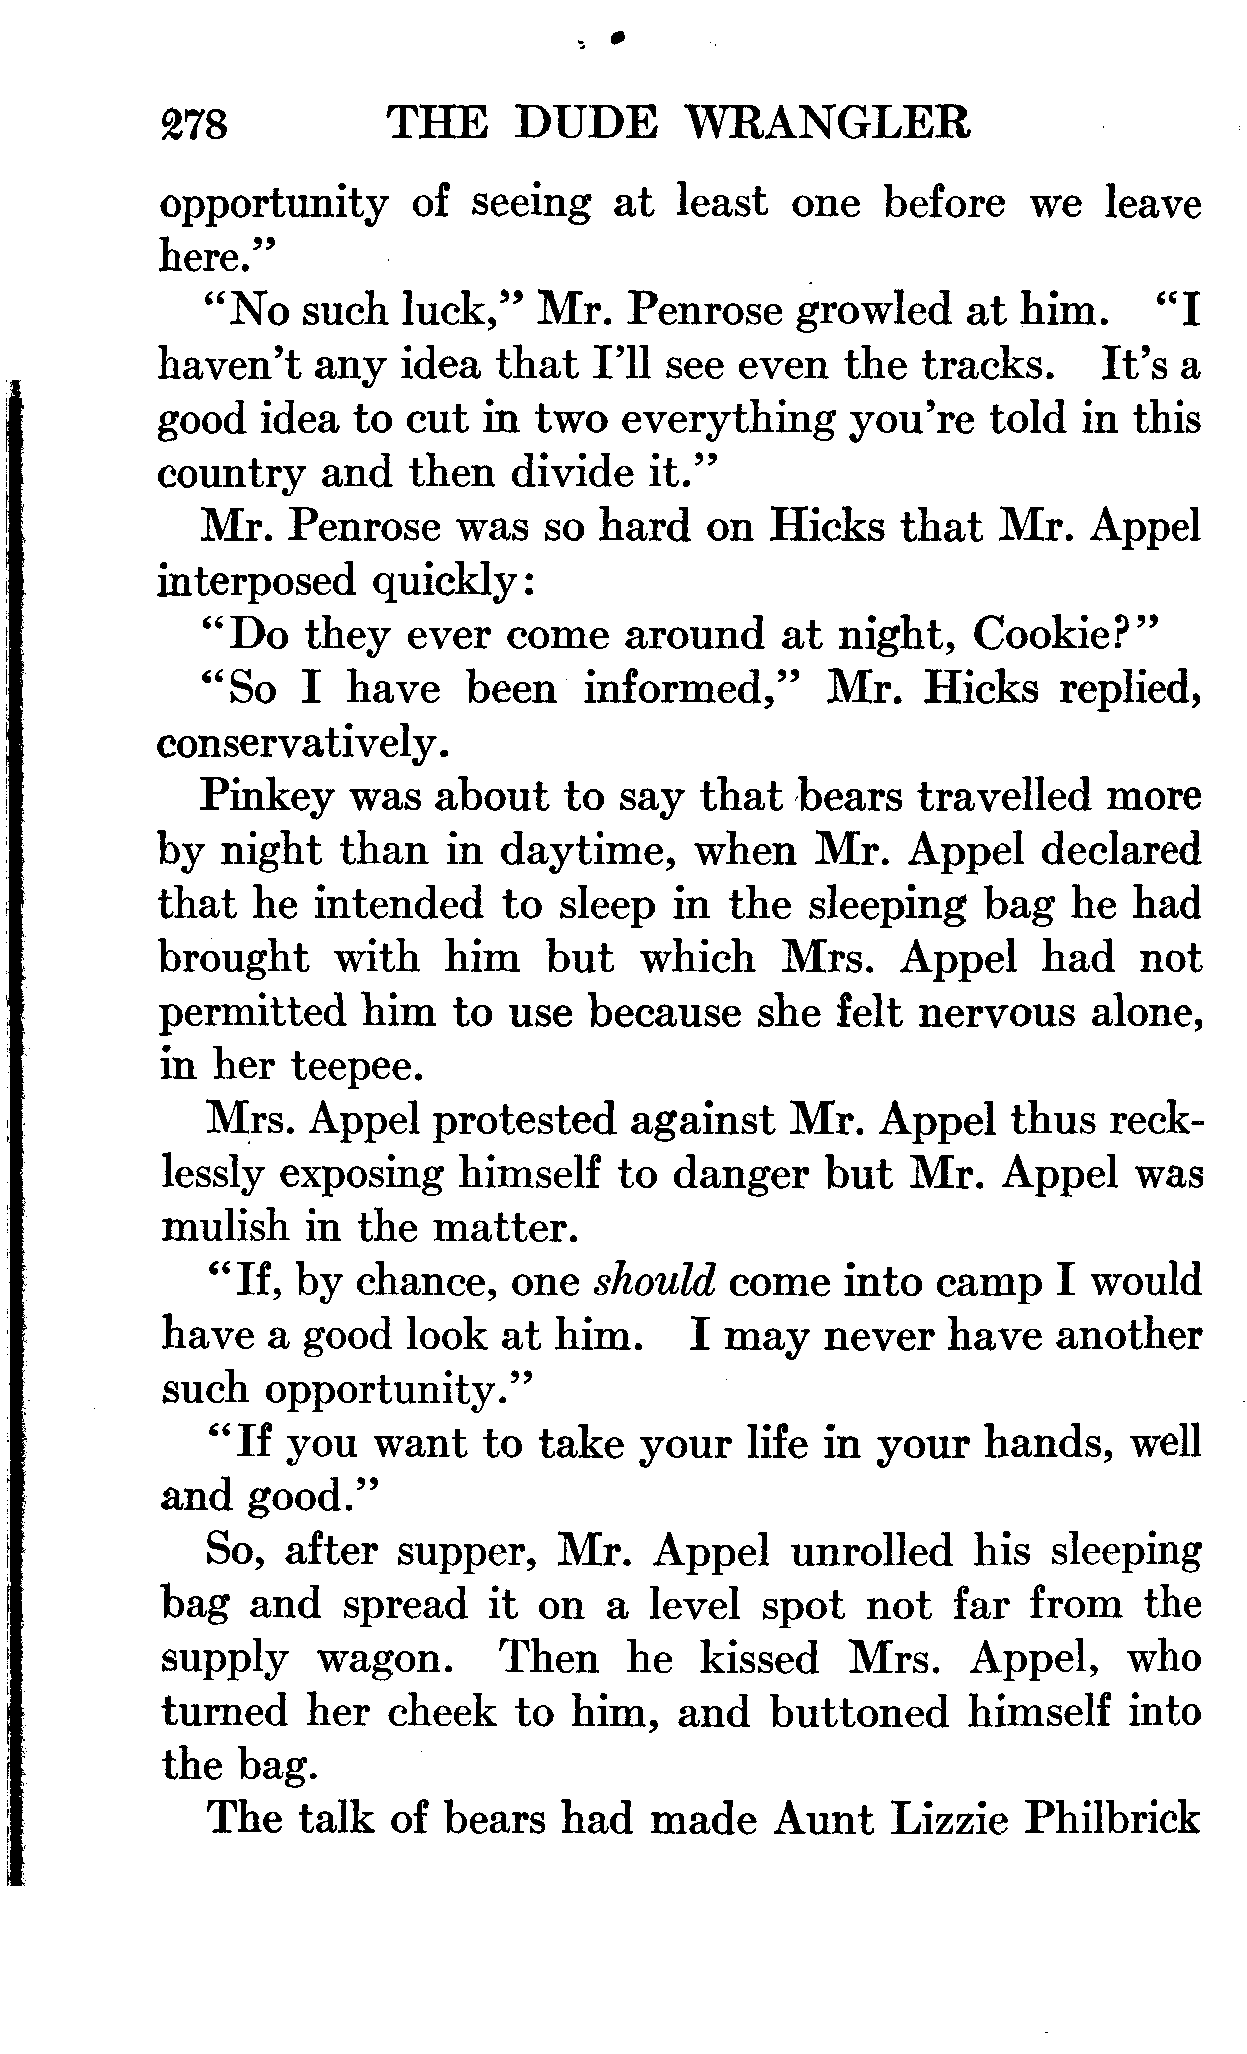 278 THE DUDE WRANGLER
opportunity of seeing at least one before we leave
here."
"No such luck," Mr. Penrose growled at him. "I
haven't any idea that I'll see even the tracks. It's a
good idea to cut in two everything you're told in this
country and then divide it."
Mr. Penrose was so hard on Hicks that Mr. Appel
interposed quickly:
"Do they ever come around at night, Cookie?"
"So I have been informed," Mr. Hicks replied,
conservatively.
Pinkey was about to say that bears travelled more
by night than in daytime, when Mr. Appel declared
that he intended to sleep in the sleeping bag he had
brought with him but which Mrs. Appel had not
permitted him to use because she felt nervous alone,
in her teepee.
Mrs. Appel protested against Mr. Appel thus reck-
lessly exposing himself to danger but Mr. Appel was
mulish in the matter.
"If, by chance, one should come into camp I would
have a good look at him. I may never have another
such opportunity."
"If you want to take your life in your hands, well
and good."
So, after supper, Mr. Appel unrolled his sleeping
bag and spread it on a level spot not far from the
supply wagon. Then he kissed Mrs. Appel, who
turned her cheek to him, and buttoned himself into
the bag.
The talk of bears had made Aunt Lizzie Philbrick